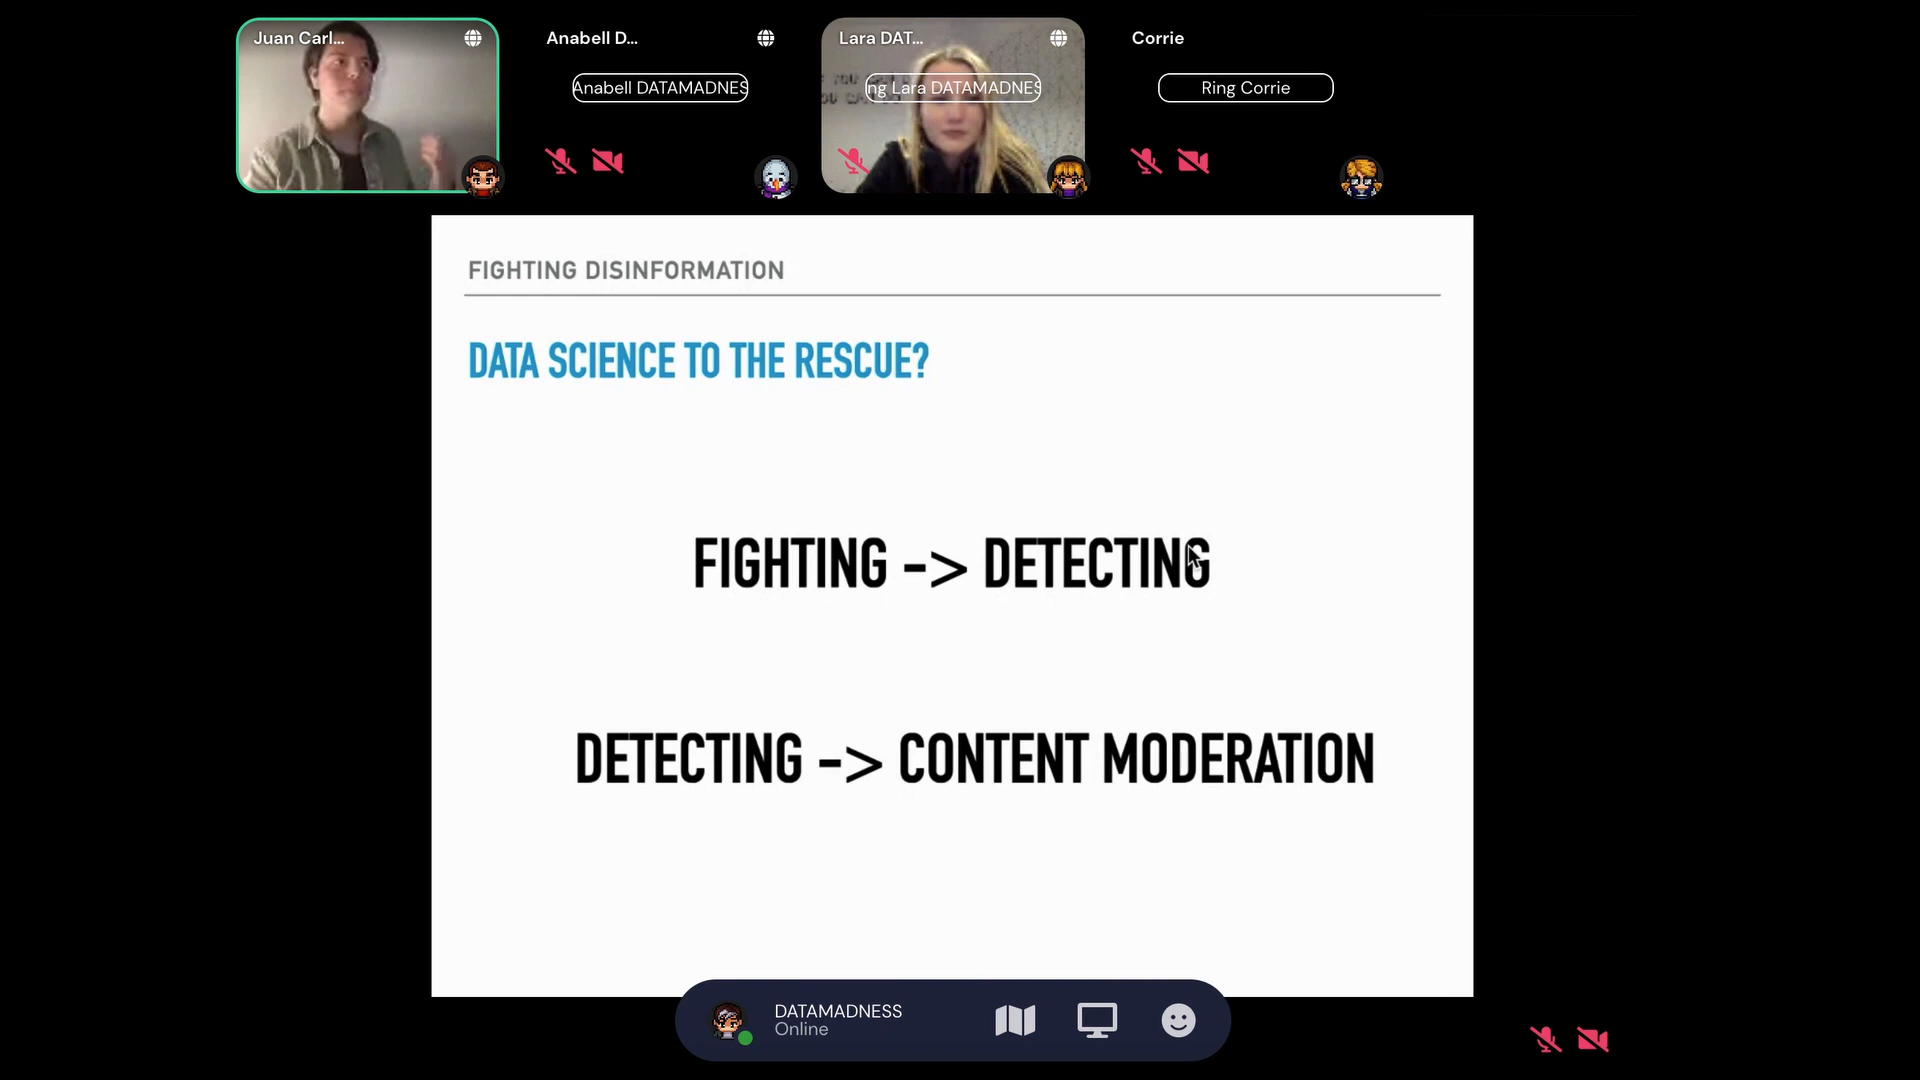 Juan Carl...
Anabell D...
Lara DAT...
Corrie
Anabell DATAMADNES
ng Lara DATAMADNES
Ring Corrie
FIGHTING DISINFORMATION
DATA SCIENCE TO THE RESCUE?
FIGHTING -> DETECTING
DETECTING -> CONTENT MODERATION
DATAMADNESS
Online